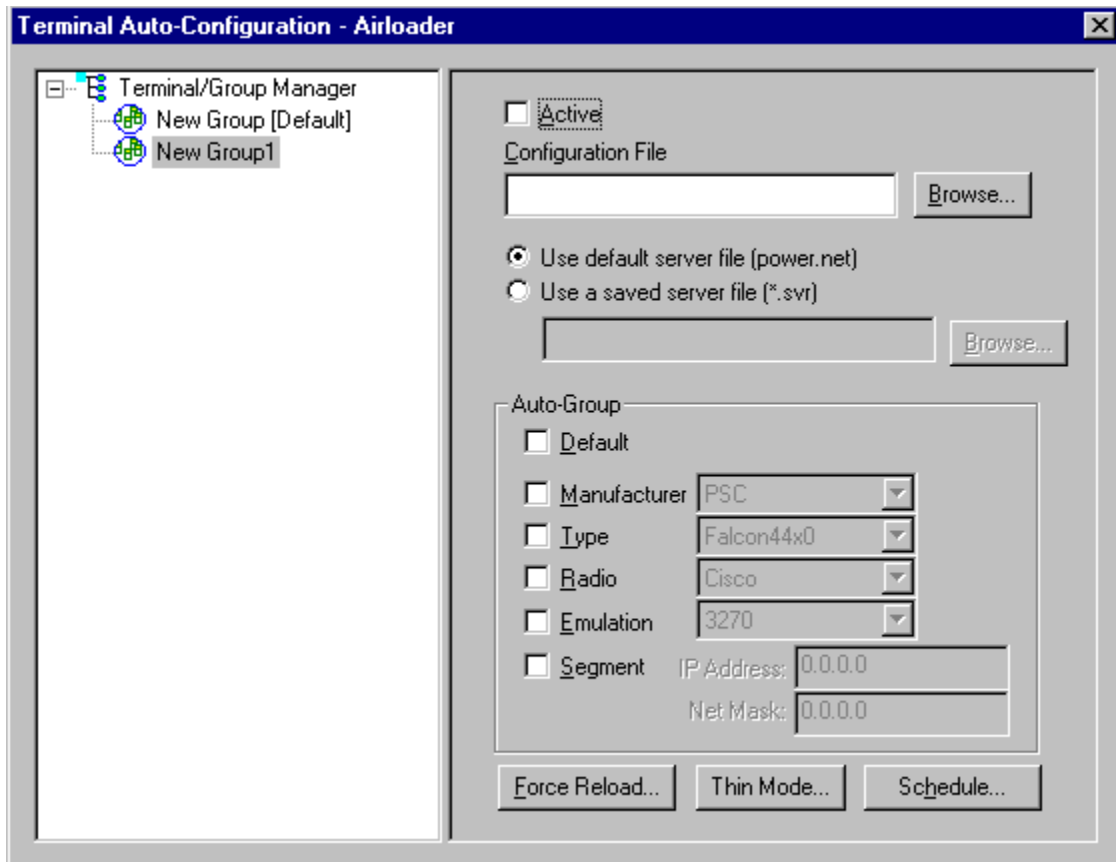 Terminal Auto-Configuration - Airloader
Terminal/Group Manager
New Group [Default]
New Group1
Active
Configuration File
Browse...
Use default server file (power.net)
Use a saved server file (*.svr)
Browse...
Auto-Group
Default
Manufacturer PSC
Type Falcon44x0
Radio Cisco
Emulation 3270
Segment IP Address: 0.0.0.0
Net Mask: 0.0.0.0
Force Reload... Thin Mode... Schedule...